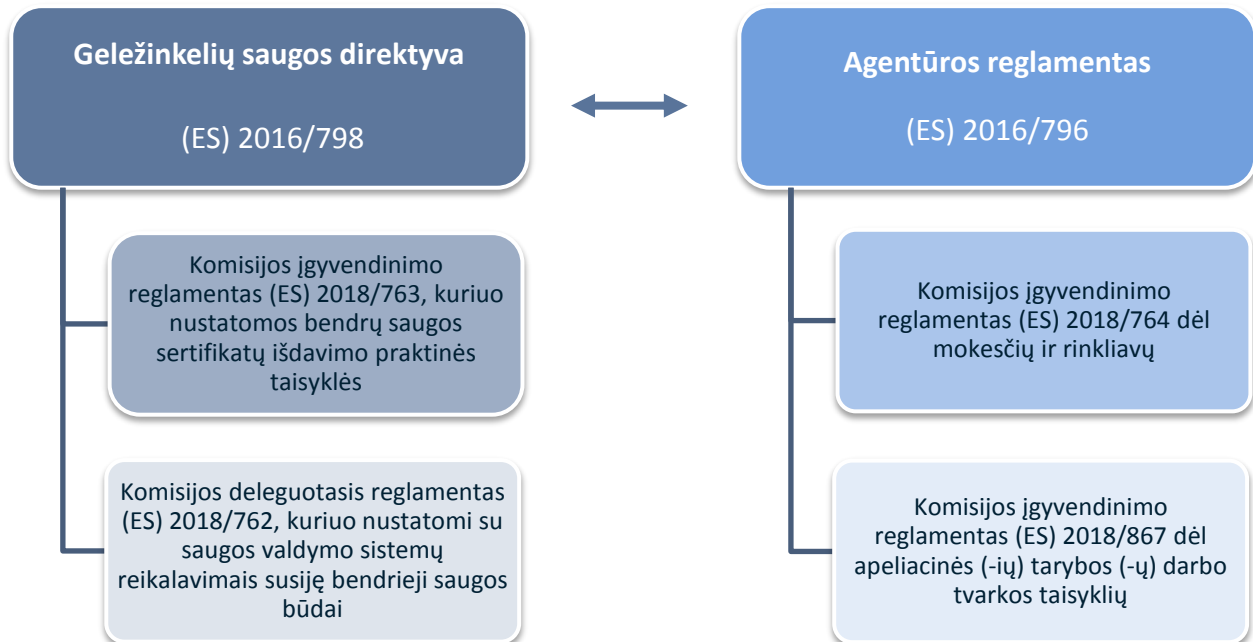 Geležinkelių saugos direktyva
(ES) 2016/798
Komisijos įgyvendinimo
reglamentas (ES) 2018/763, kuriuo
nustatomos bendrų saugos
sertifikatų išdavimo praktinės
taisyklės
Komisijos deleguotasis reglamentas
(ES) 2018/762, kuriuo nustatomi su
saugos valdymo sistemų
reikalavimais susiję bendrieji saugos
būdai
Agentūros reglamentas
(ES) 2016/796
Komisijos įgyvendinimo
reglamentas (ES) 2018/764 dėl
mokesčių ir rinkliavų
Komisijos įgyvendinimo
reglamentas (ES) 2018/867 dėl
apeliacinės (-ių) tarybos (-ų) darbo
tvarkos taisyklių